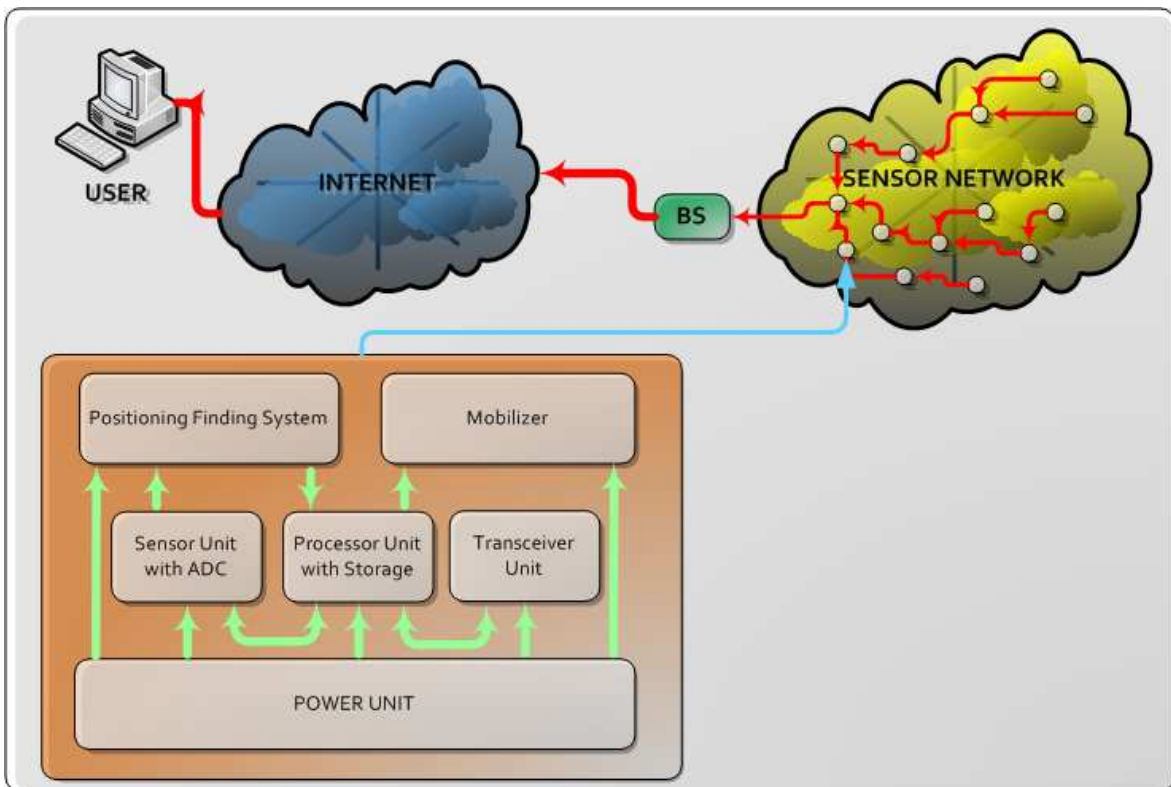 USER
INTERNET
BS
SENSOR NETWORK
Positioning Finding System
Mobilizer
Sensor Unit
with ADC
Processor Unit
with Storage
Transceiver
Unit
POWER UNIT